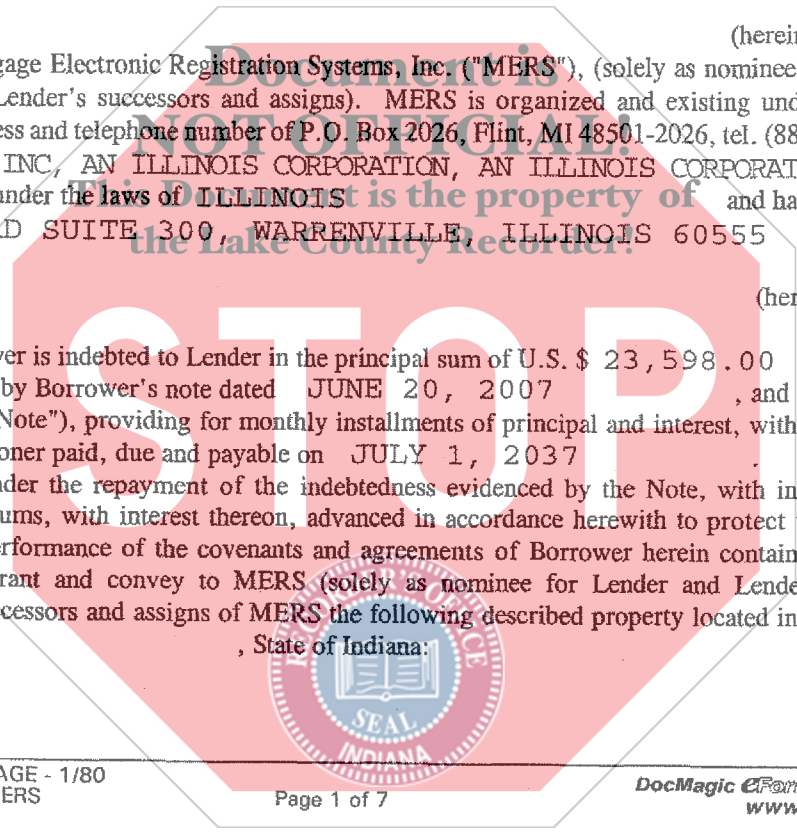 (herein
gage Electronic Registration Systems, Inc. ("MERS"), (solely as nominee
Lender's successors and assigns). MERS is organized and existing und
ess and telephone number of P.O. Box 2026, Flint, MI 48501-2026, tel. (88
INC, AN ILLINOIS CORPORATION, AN ILLINOIS CORPORAT
under the laws of ILLINOIS and ha
RD SUITE 300, WARRENVILLE, ILLINOIS 60555
Document is
NOT OFFICIAL!
This Document is the property of
the Lake County Recorder!
(her
STOP
ver is indebted to Lender in the principal sum of U.S. $ 23,598.00
by Borrower's note dated JUNE 20, 2007 , and
Note"), providing for monthly installments of principal and interest, with
oner paid, due and payable on JULY 1, 2037 .
nder the repayment of the indebtedness evidenced by the Note, with in
ums, with interest thereon, advanced in accordance herewith to protect
erformance of the covenants and agreements of Borrower herein contain
rant and convey to MERS (solely as nominee for Lender and Lende
ccessors and assigns of MERS the following described property located in
, State of Indiana:
RECORDER'S OFFICE
SEAL
INDIANA
AGE - 1/80
ERS
Page 1 of 7
DocMagic eForm
www